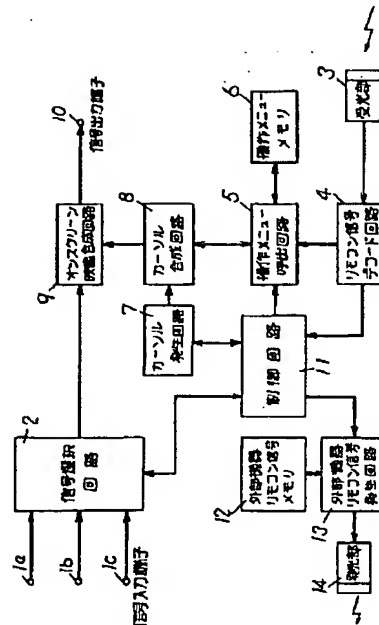 1a
1b
1c
信号入力端子
2
信号選択
回路
9
オンスクリーン
映像合成回路
10
信号出力端子
8
カーソル
合成回路
7
カーソル
発生回路
6
操作メニュー
メモリ
5
操作メニュー
呼出回路
11
制御回路
3
受光部
4
リモコン信号
デコード回路
12
外部機器
リモコン信号
メモリ
13
外部機器
リモコン信号
発生回路
14
発光部